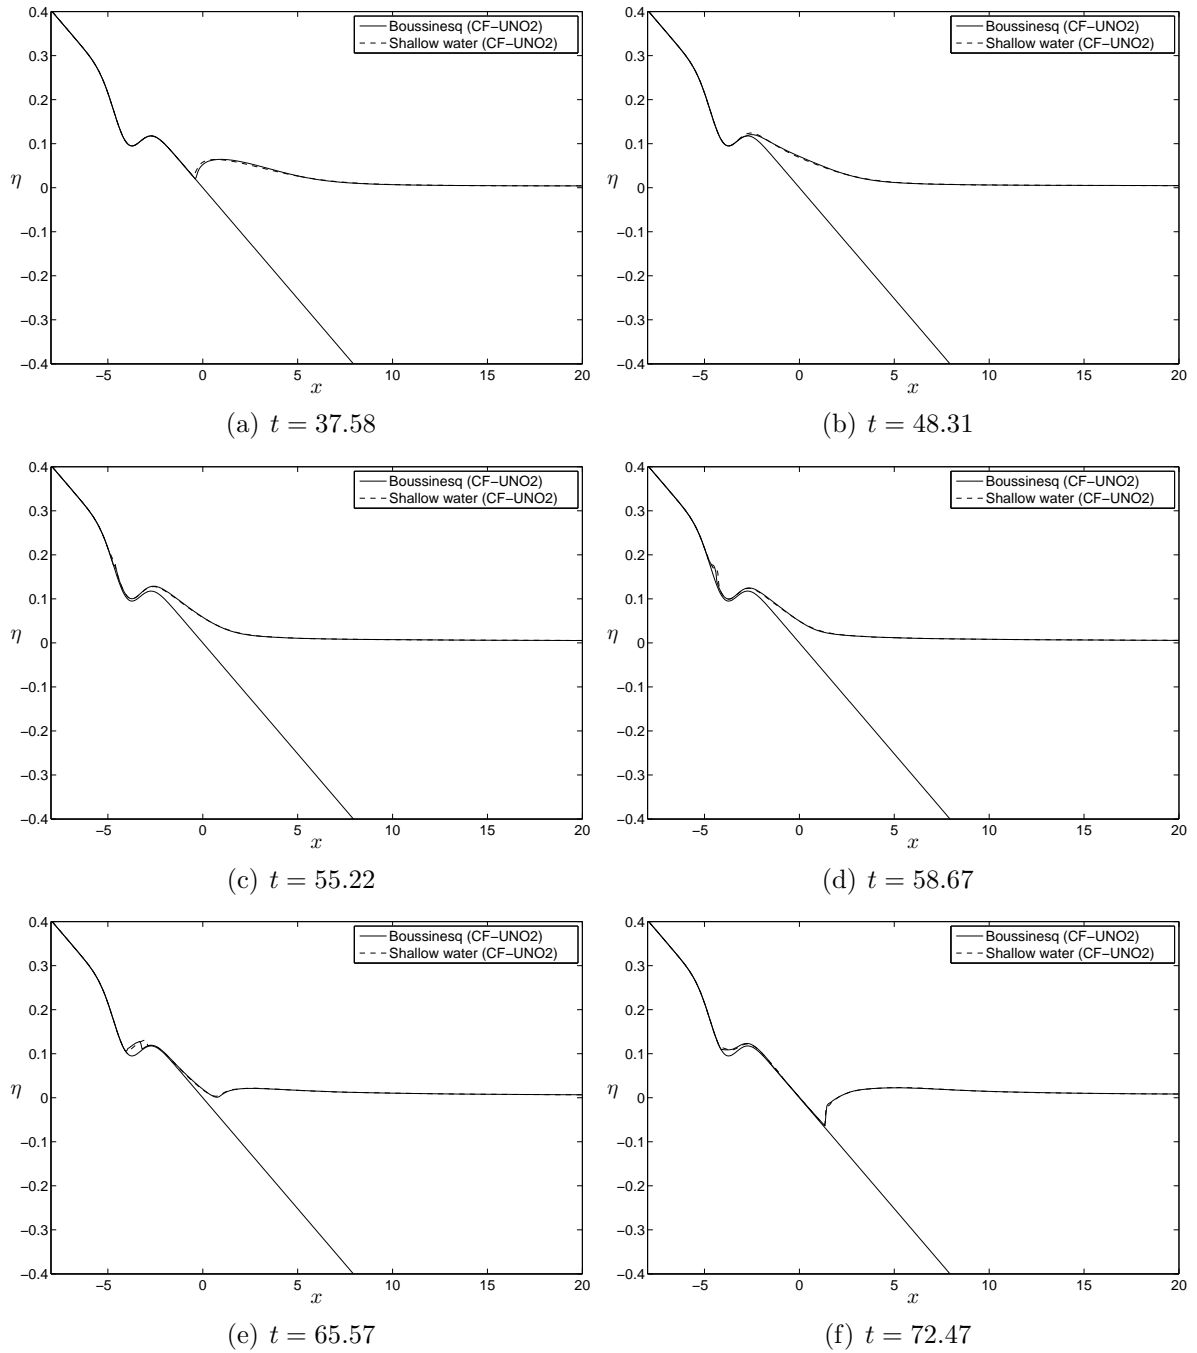 0.4
0.3
0.2
0.1
0
−0.1
−0.2
−0.3
−0.4
η
−5 0 5 10 15 20
x
Boussinesq (CF−UNO2)
Shallow water (CF−UNO2)
(a) t = 37.58
0.4
0.3
0.2
0.1
0
−0.1
−0.2
−0.3
−0.4
η
−5 0 5 10 15 20
x
Boussinesq (CF−UNO2)
Shallow water (CF−UNO2)
(b) t = 48.31
0.4
0.3
0.2
0.1
0
−0.1
−0.2
−0.3
−0.4
η
−5 0 5 10 15 20
x
Boussinesq (CF−UNO2)
Shallow water (CF−UNO2)
(c) t = 55.22
0.4
0.3
0.2
0.1
0
−0.1
−0.2
−0.3
−0.4
η
−5 0 5 10 15 20
x
Boussinesq (CF−UNO2)
Shallow water (CF−UNO2)
(d) t = 58.67
0.4
0.3
0.2
0.1
0
−0.1
−0.2
−0.3
−0.4
η
−5 0 5 10 15 20
x
Boussinesq (CF−UNO2)
Shallow water (CF−UNO2)
(e) t = 65.57
0.4
0.3
0.2
0.1
0
−0.1
−0.2
−0.3
−0.4
η
−5 0 5 10 15 20
x
Boussinesq (CF−UNO2)
Shallow water (CF−UNO2)
(f) t = 72.47